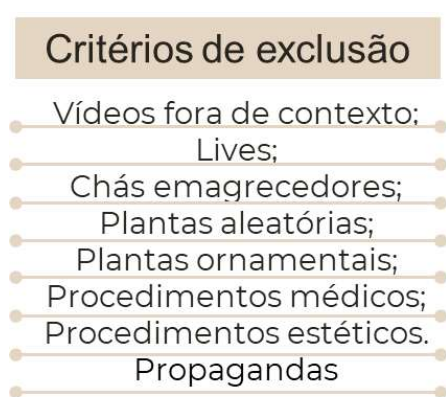 Critérios de exclusão
Vídeos fora de contexto;
Lives;
Chás emagrecedores;
Plantas aleatórias;
Plantas ornamentais;
Procedimentos médicos;
Procedimentos estéticos.
Propagandas